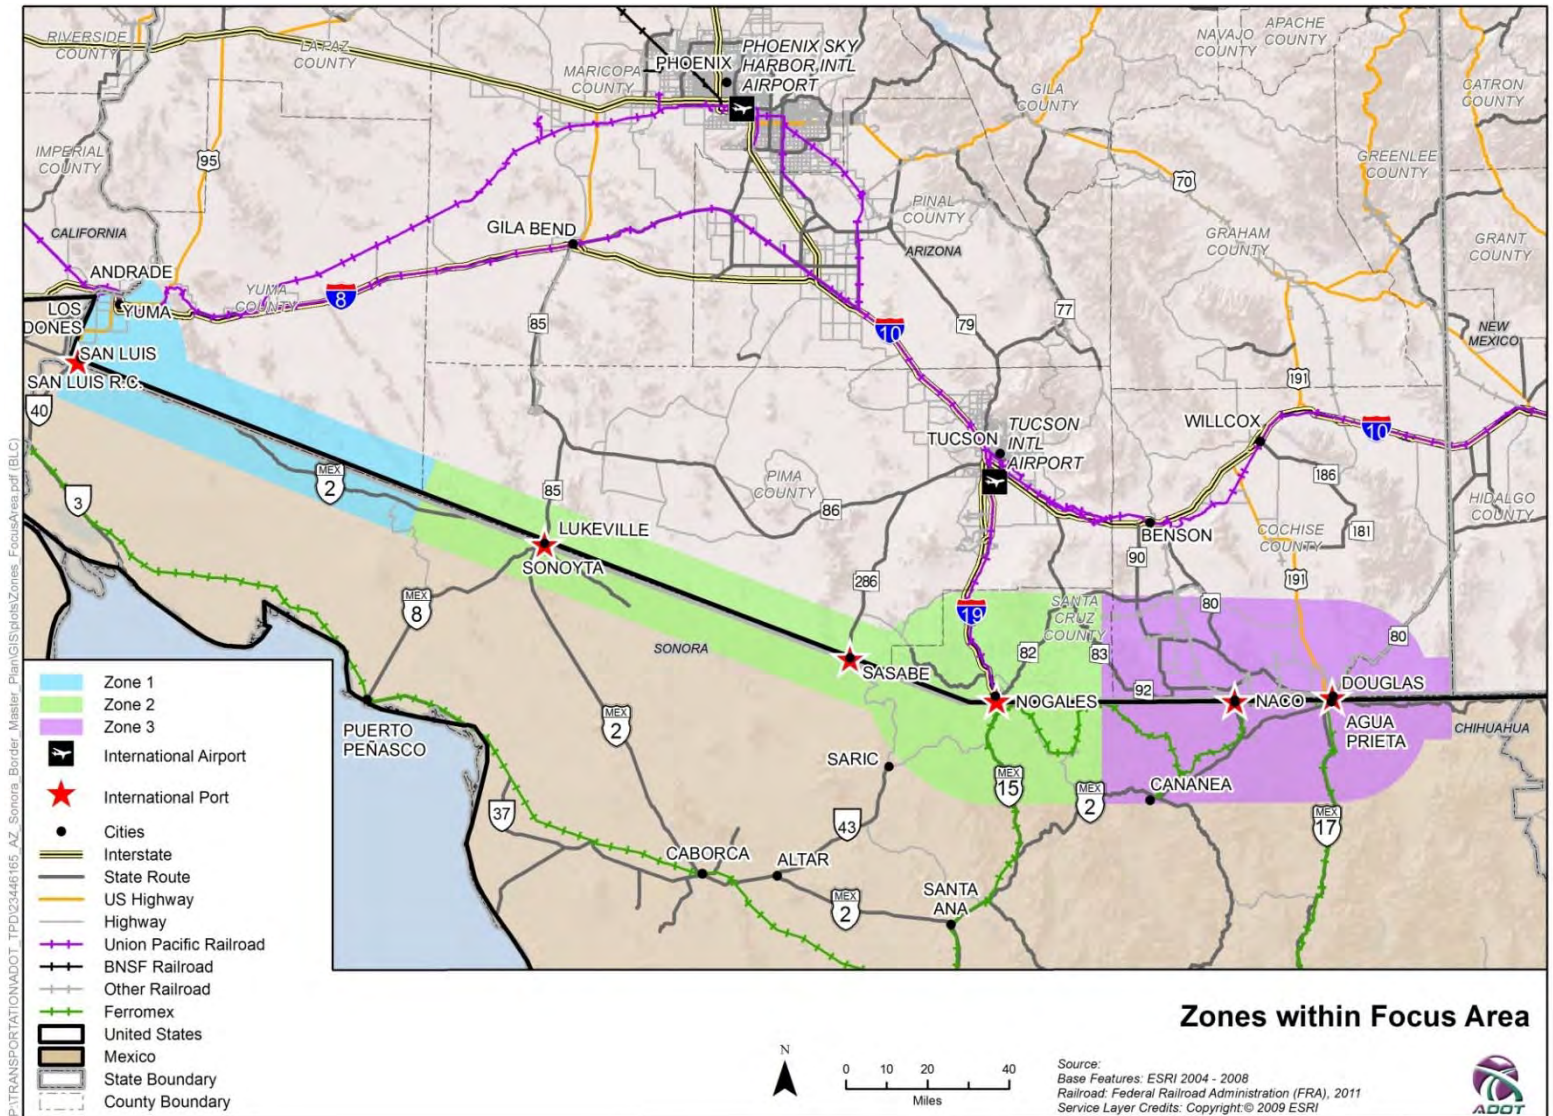 RIVERSIDE
COUNTY
LA PAZ
COUNTY
MARICOPA
COUNTY
PHOENIX
PHOENIX SKY
HARBOR INTL
AIRPORT
NAVAJO
COUNTY
APACHE
COUNTY
GILA
COUNTY
CATRON
COUNTY
IMPERIAL
COUNTY
95
GREENLEE
COUNTY
70
PINAL
COUNTY
CALIFORNIA
GILA BEND
ARIZONA
GRAHAM
COUNTY
GRANT
COUNTY
ANDRADE
YUMA
COUNTY
8
LOS
DONES
YUMA
85
10
79
77
NEW
MEXICO
SAN LUIS
SAN LUIS R.C.
40
191
WILLCOX
10
TUCSON
TUCSON
INTL
AIRPORT
MEX
2
3
85
PIMA
COUNTY
86
186
HIDALGO
COUNTY
LUKEVILLE
SONOYTA
BENSON
COCHISE
COUNTY
181
90
286
191
MEX
8
19
SANTA
CRUZ
COUNTY
80
80
SONORA
82
83
SASABE
92
NOGALES
NACO
DOUGLAS
AGUA
PRIETA
CHIHUAHUA
PUERTO
PEÑASCO
MEX
2
SARIC
MEX
15
MEX
2
CANANEA
MEX
17
37
43
CABORCA
ALTAR
MEX
2
SANTA
ANA
Zone 1
Zone 2
Zone 3
International Airport
International Port
Cities
Interstate
State Route
US Highway
Highway
Union Pacific Railroad
BNSF Railroad
Other Railroad
Ferromex
United States
Mexico
State Boundary
County Boundary
P:\TRANSPORTATION\ADOT_TPD\23446165_AZ_Sonora_Border_Master_Plan\GIS\plots\Zones_FocusArea.pdf (BLC)
Zones within Focus Area
N
0 10 20 40
Miles
Source:
Base Features: ESRI 2004 - 2008
Railroad: Federal Railroad Administration (FRA), 2011
Service Layer Credits: Copyright:© 2009 ESRI
ADOT